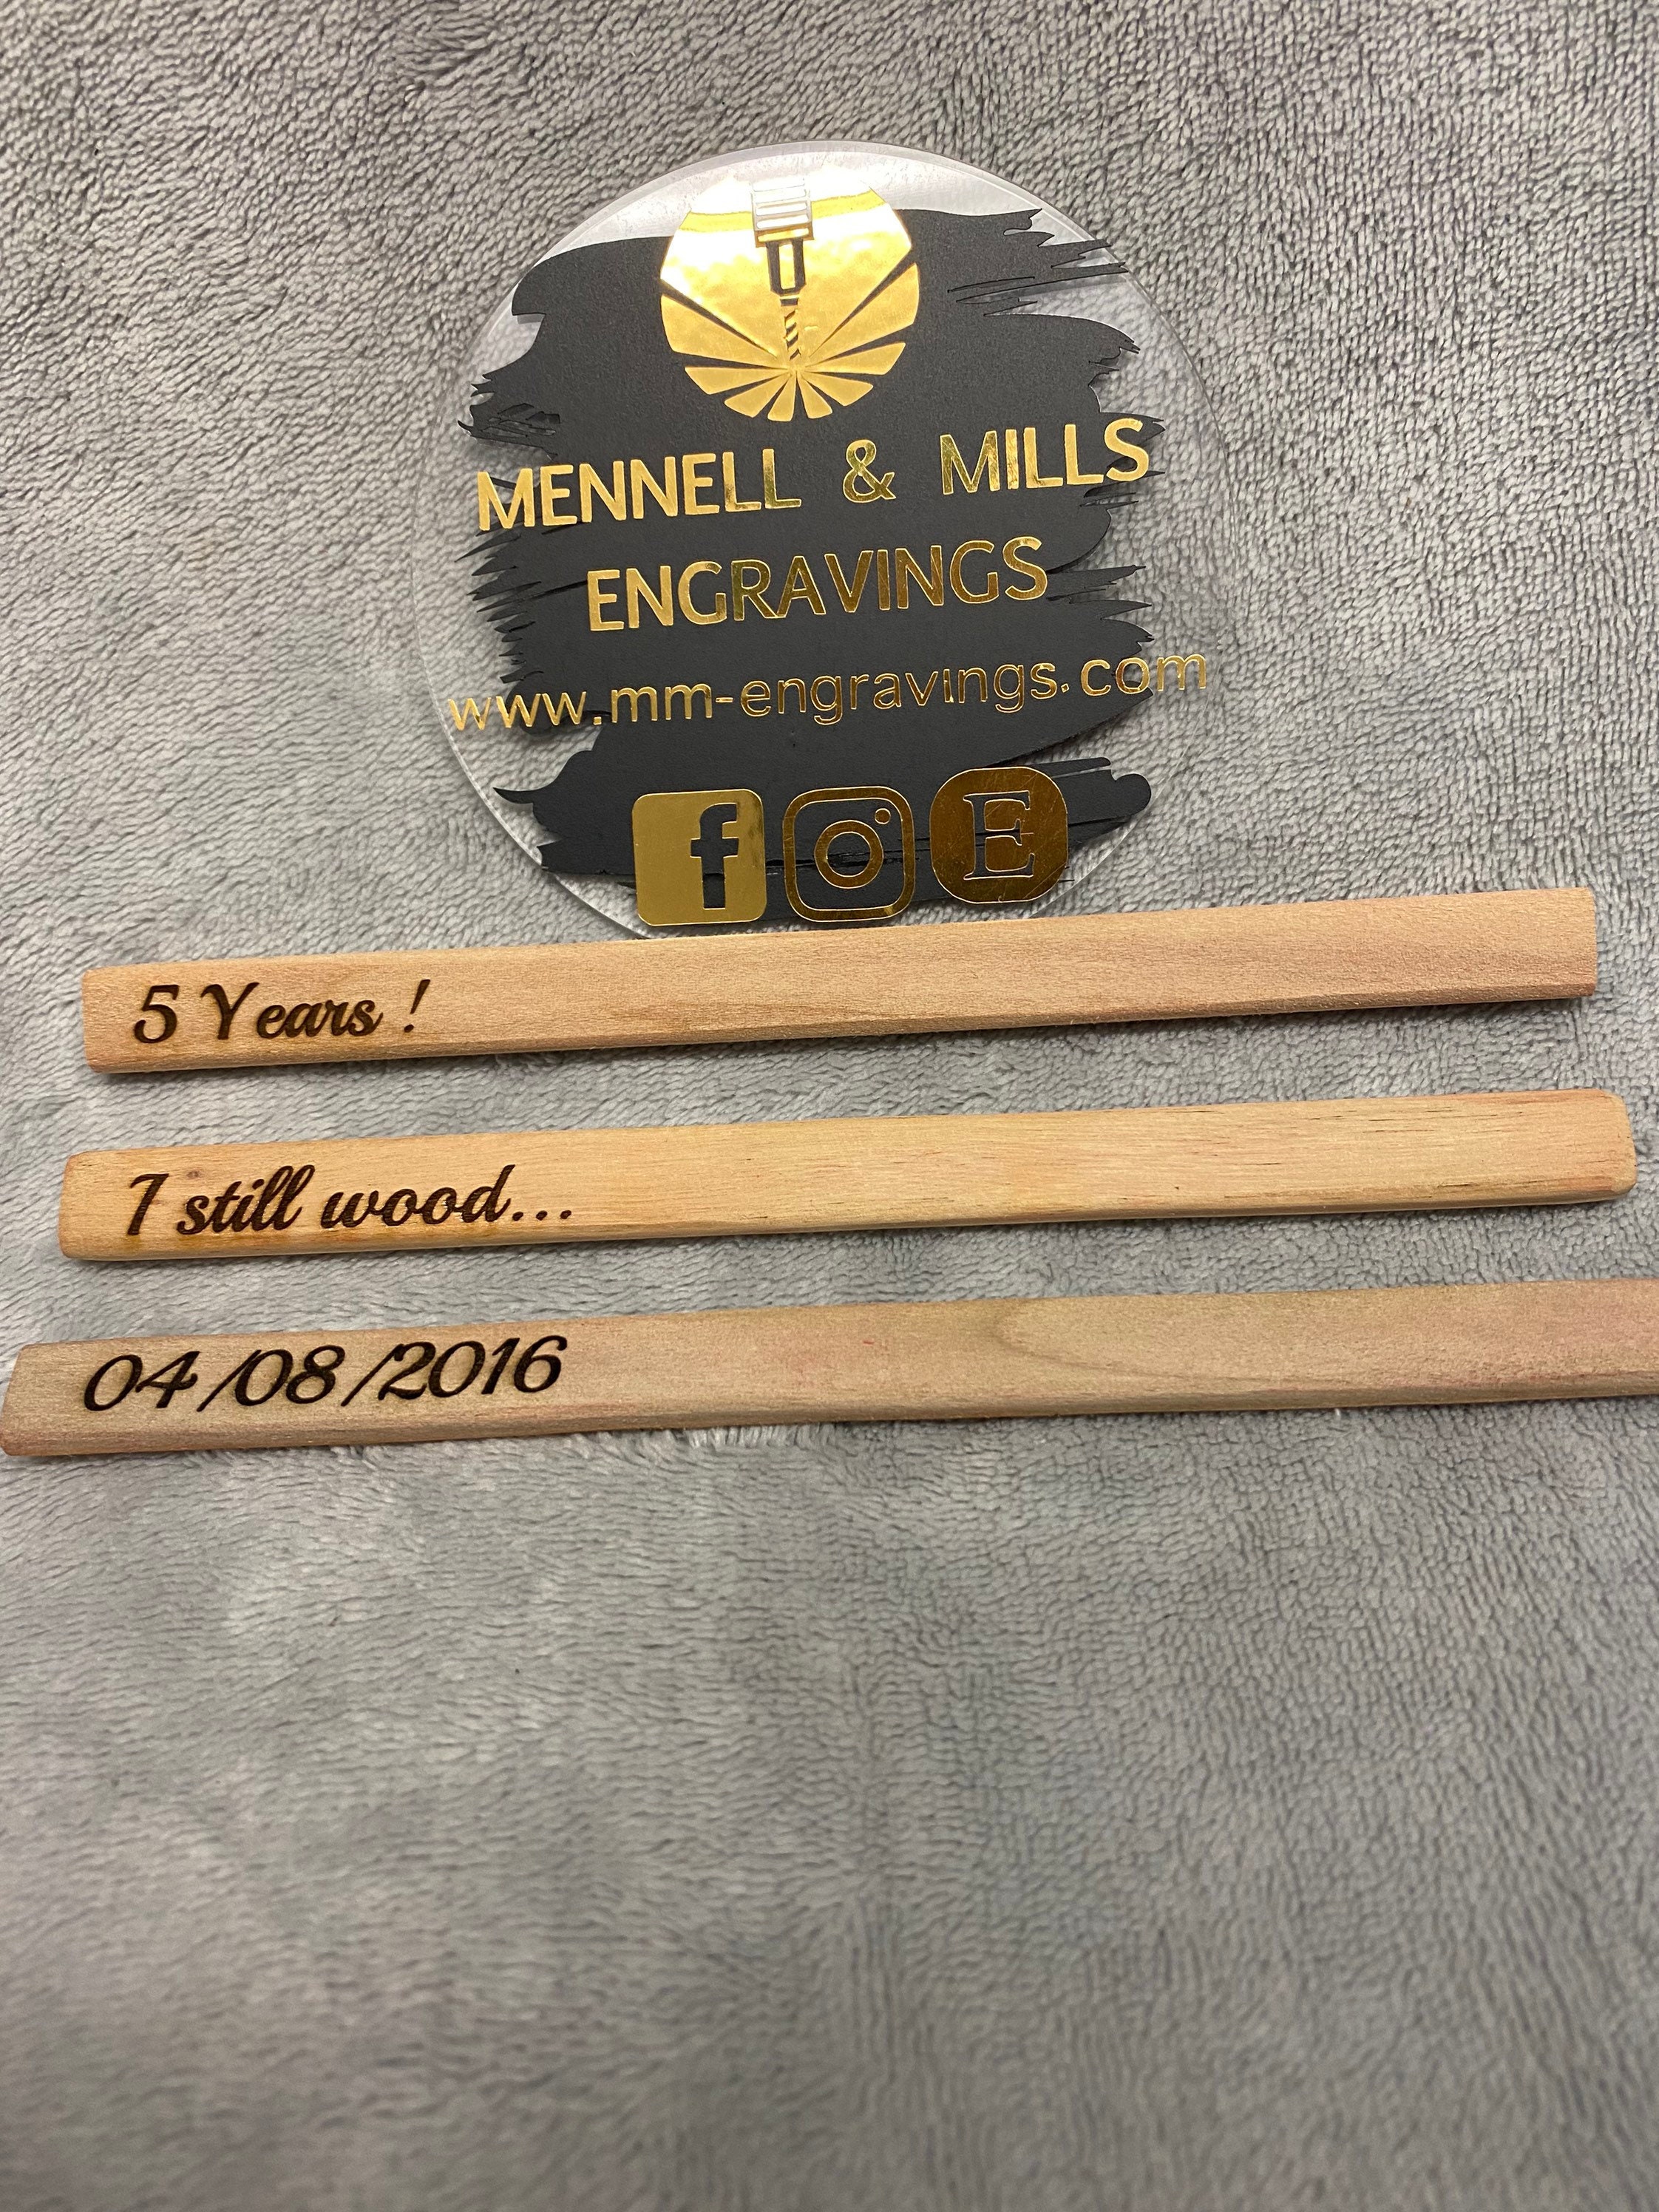 MENNELL & MILLS
ENGRAVINGS
www.mm-engravings.com
f E
5 Years !
I still wood...
04/08/2016